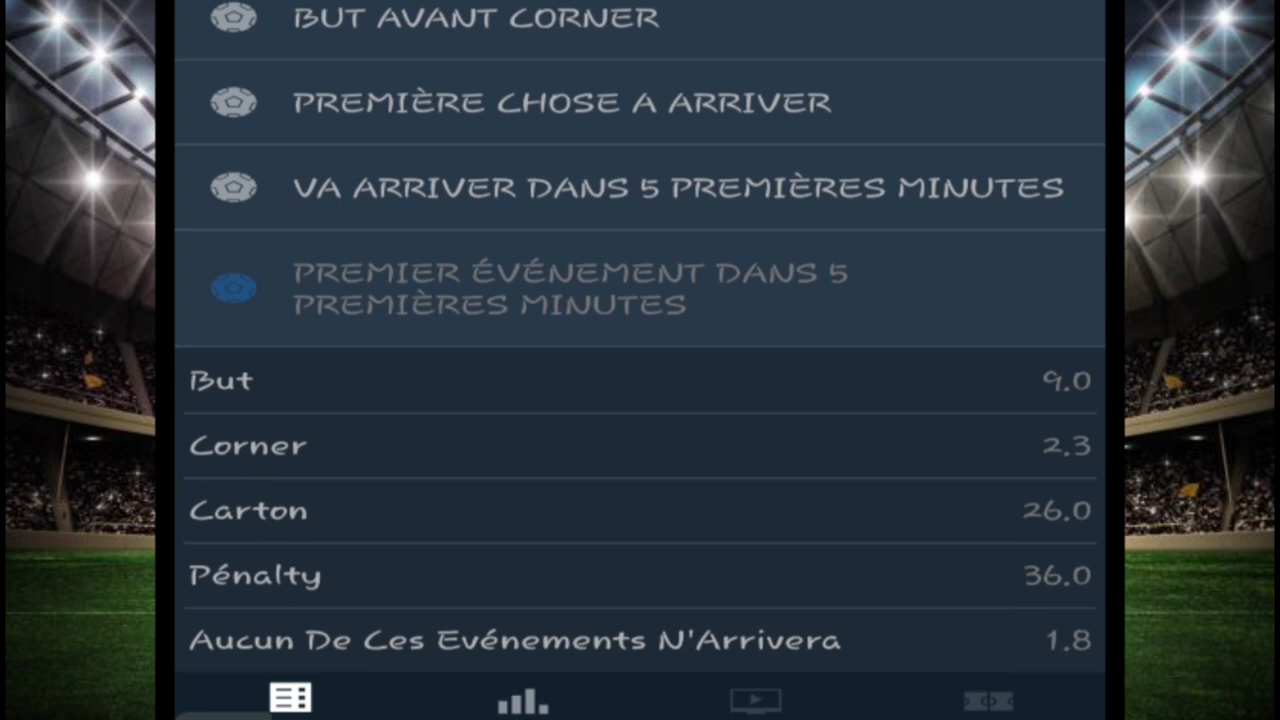 BUT AVANT CORNER
PREMIÈRE CHOSE A ARRIVER
VA ARRIVER DANS 5 PREMIÈRES MINUTES
PREMIER ÉVÉNEMENT DANS 5
PREMIÈRES MINUTES
But 9.0
Corner 2.3
Carton 26.0
Pénalty 36.0
Aucun De Ces Evénements N'Arrivera 1.8